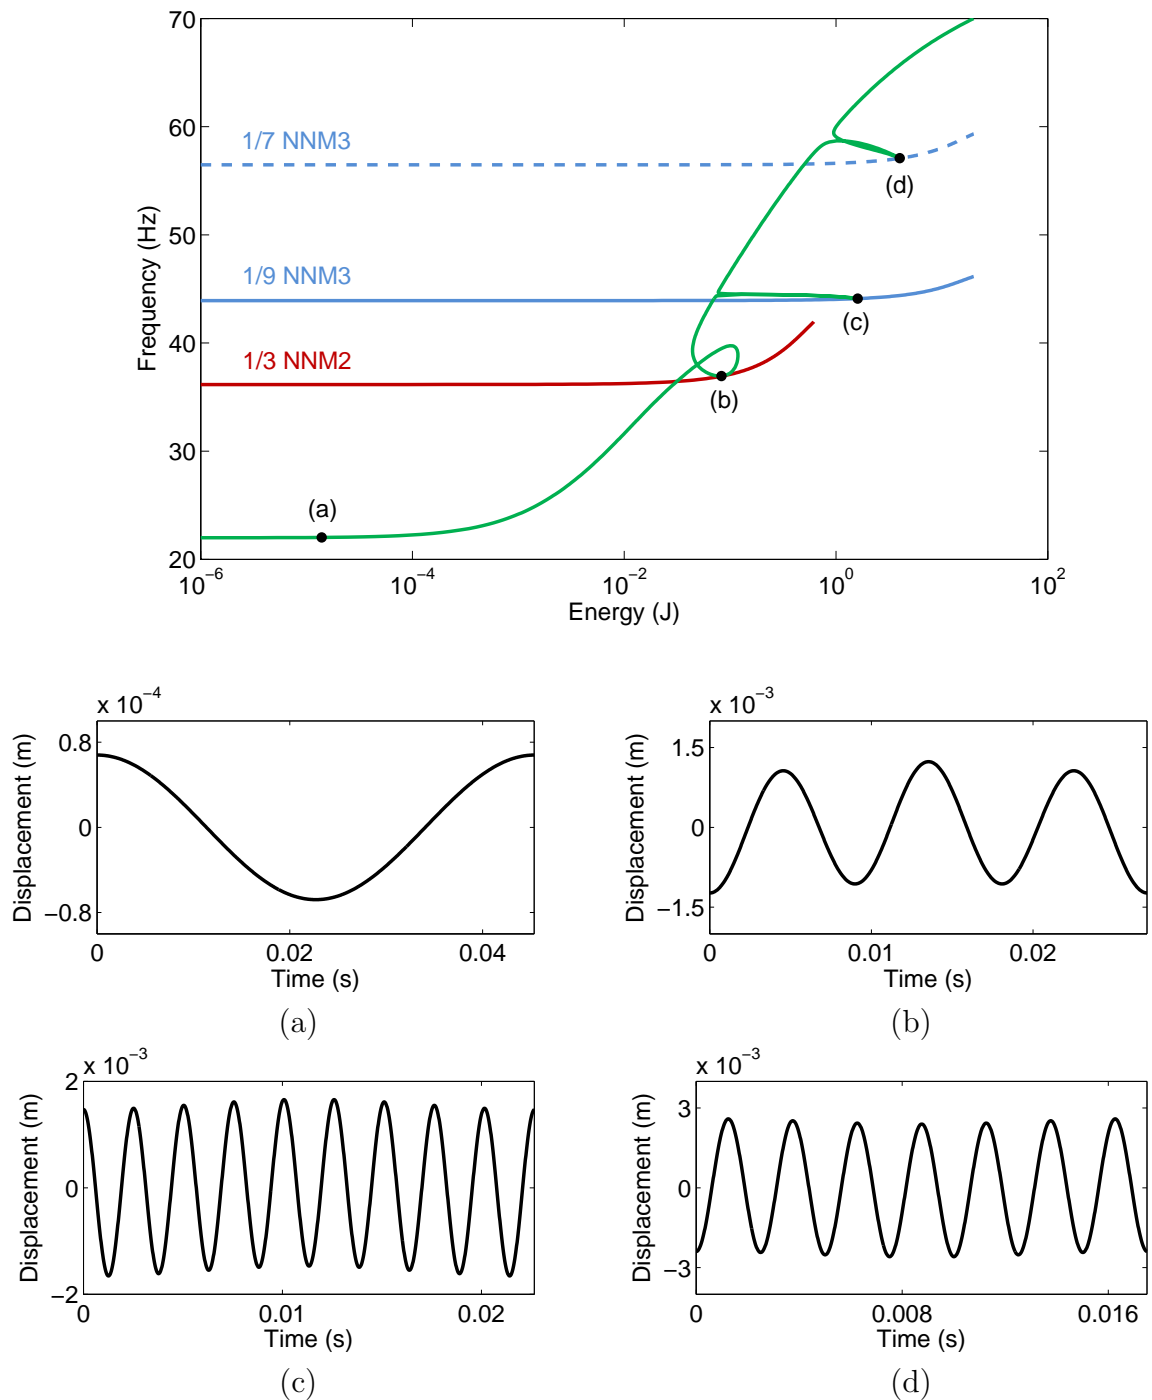 70
60
50
40
30
20
Frequency (Hz)
1/7 NNM3
1/9 NNM3
1/3 NNM2
(a)
(b)
(c)
(d)
10⁻⁶ 10⁻⁴ 10⁻² 10⁰ 10²
Energy (J)
x 10⁻⁴
0.8
0
−0.8
Displacement (m)
0 0.02 0.04
Time (s)
(a)
x 10⁻³
1.5
0
−1.5
Displacement (m)
0 0.01 0.02
Time (s)
(b)
x 10⁻³
2
0
−2
Displacement (m)
0 0.01 0.02
Time (s)
(c)
x 10⁻³
3
0
−3
Displacement (m)
0 0.008 0.016
Time (s)
(d)